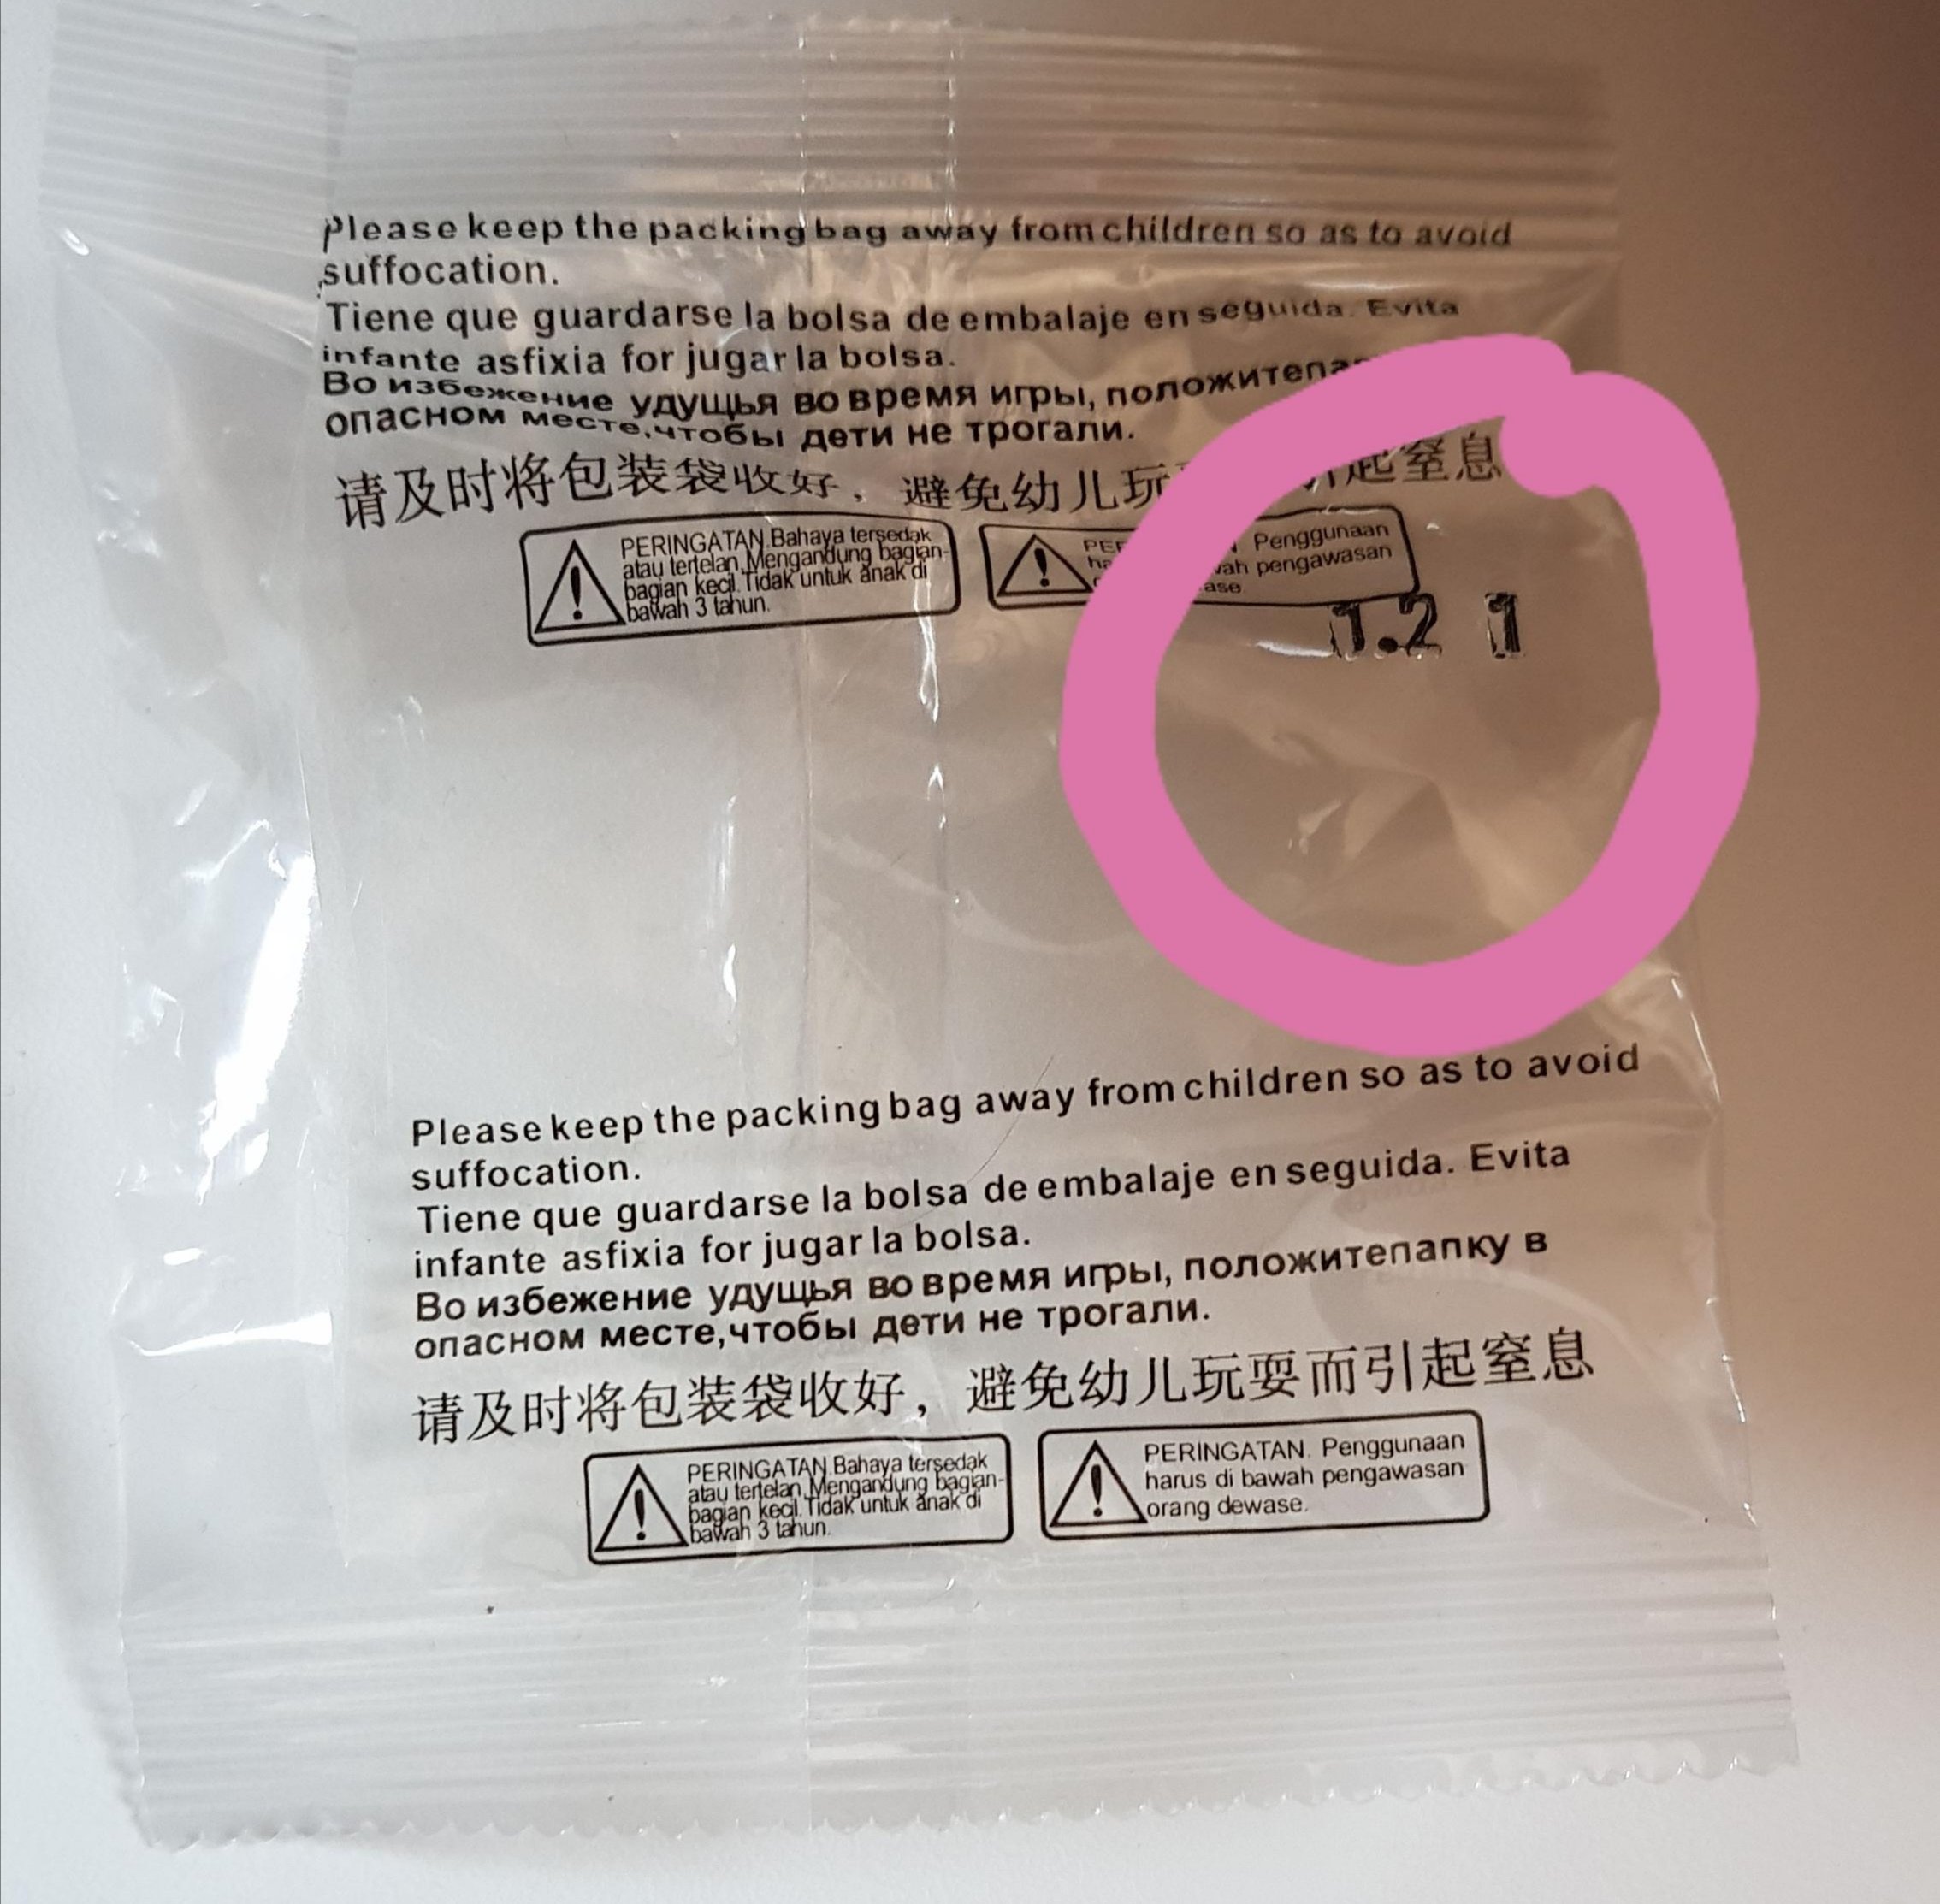 Please keep the packing bag away from children so as to avoid
suffocation.
Tiene que guardarse la bolsa de embalaje en seguida. Evita
infante asfixia for jugar la bolsa.
Во избежение удущья во время игры,
опасном месте,чтобы дети не трогали.
请及时将包装袋收好，避免幼儿玩 引起窒息
PERINGATAN.Bahaya tersedak
atau tertelan.Mengandung bagian-
bagian kecil.Tidak untuk anak di
bawah 3 tahun.
Penggunaan
pengawasan
1.2 1
Please keep the packing bag away from children so as to avoid
suffocation.
Tiene que guardarse la bolsa de embalaje en seguida. Evita
infante asfixia for jugar la bolsa.
Во избежение удущья во время игры, положитепапку в
опасном месте,чтобы дети не трогали.
请及时将包装袋收好，避免幼儿玩耍而引起窒息
PERINGATAN.Bahaya tersedak
atau tertelan.Mengandung bagian-
bagian kecil.Tidak untuk anak di
bawah 3 tahun.
PERINGATAN. Penggunaan
harus di bawah pengawasan
orang dewase.